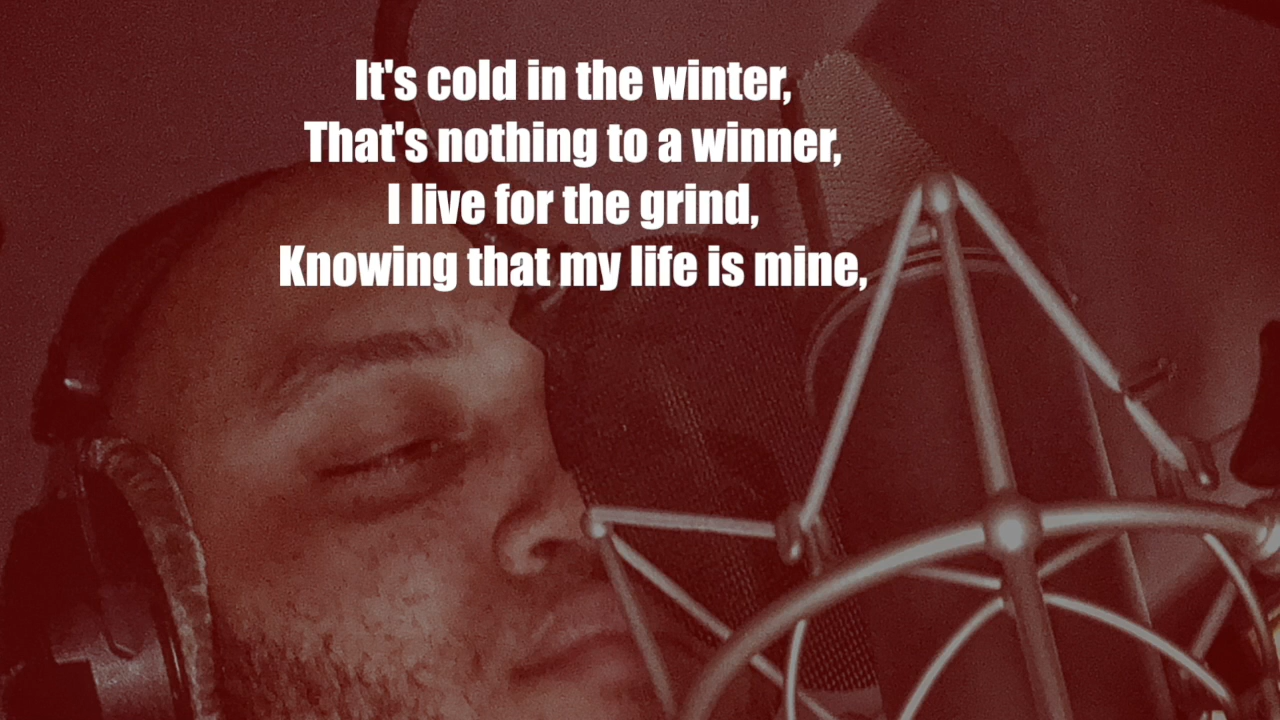 It's cold in the winter,
That's nothing to a winner,
I live for the grind,
Knowing that my life is mine,